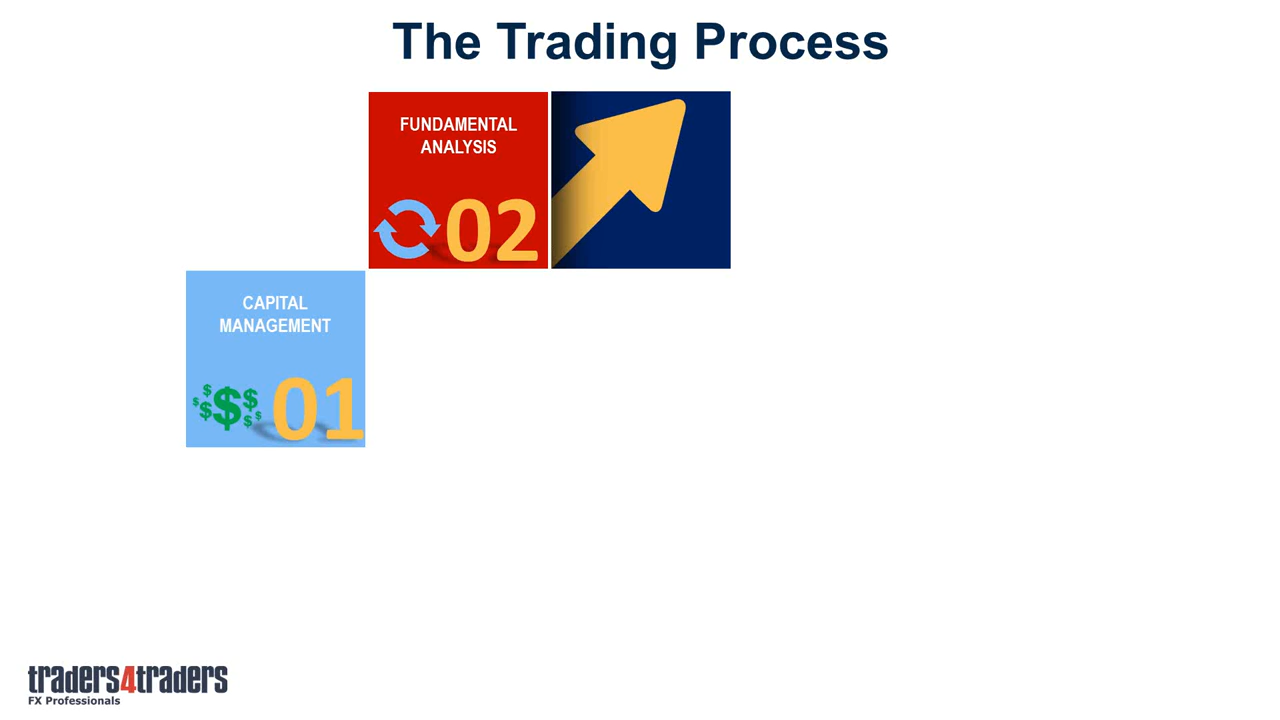 The Trading Process
FUNDAMENTAL
ANALYSIS
02
CAPITAL
MANAGEMENT
$$$$$$$ 01
traders4traders
FX Professionals